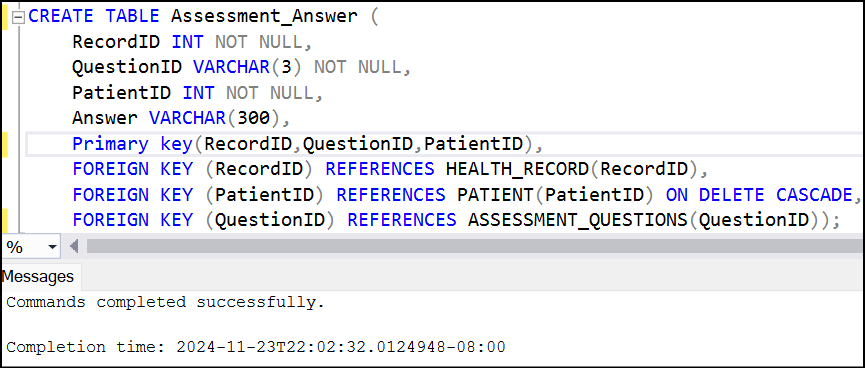 CREATE TABLE Assessment_Answer (
RecordID INT NOT NULL,
QuestionID VARCHAR(3) NOT NULL,
PatientID INT NOT NULL,
Answer VARCHAR(300),
Primary key(RecordID,QuestionID,PatientID),
FOREIGN KEY (RecordID) REFERENCES HEALTH_RECORD(RecordID),
FOREIGN KEY (PatientID) REFERENCES PATIENT(PatientID) ON DELETE CASCADE,
FOREIGN KEY (QuestionID) REFERENCES ASSESSMENT_QUESTIONS(QuestionID));
%
Messages
Commands completed successfully.
Completion time: 2024-11-23T22:02:32.0124948-08:00